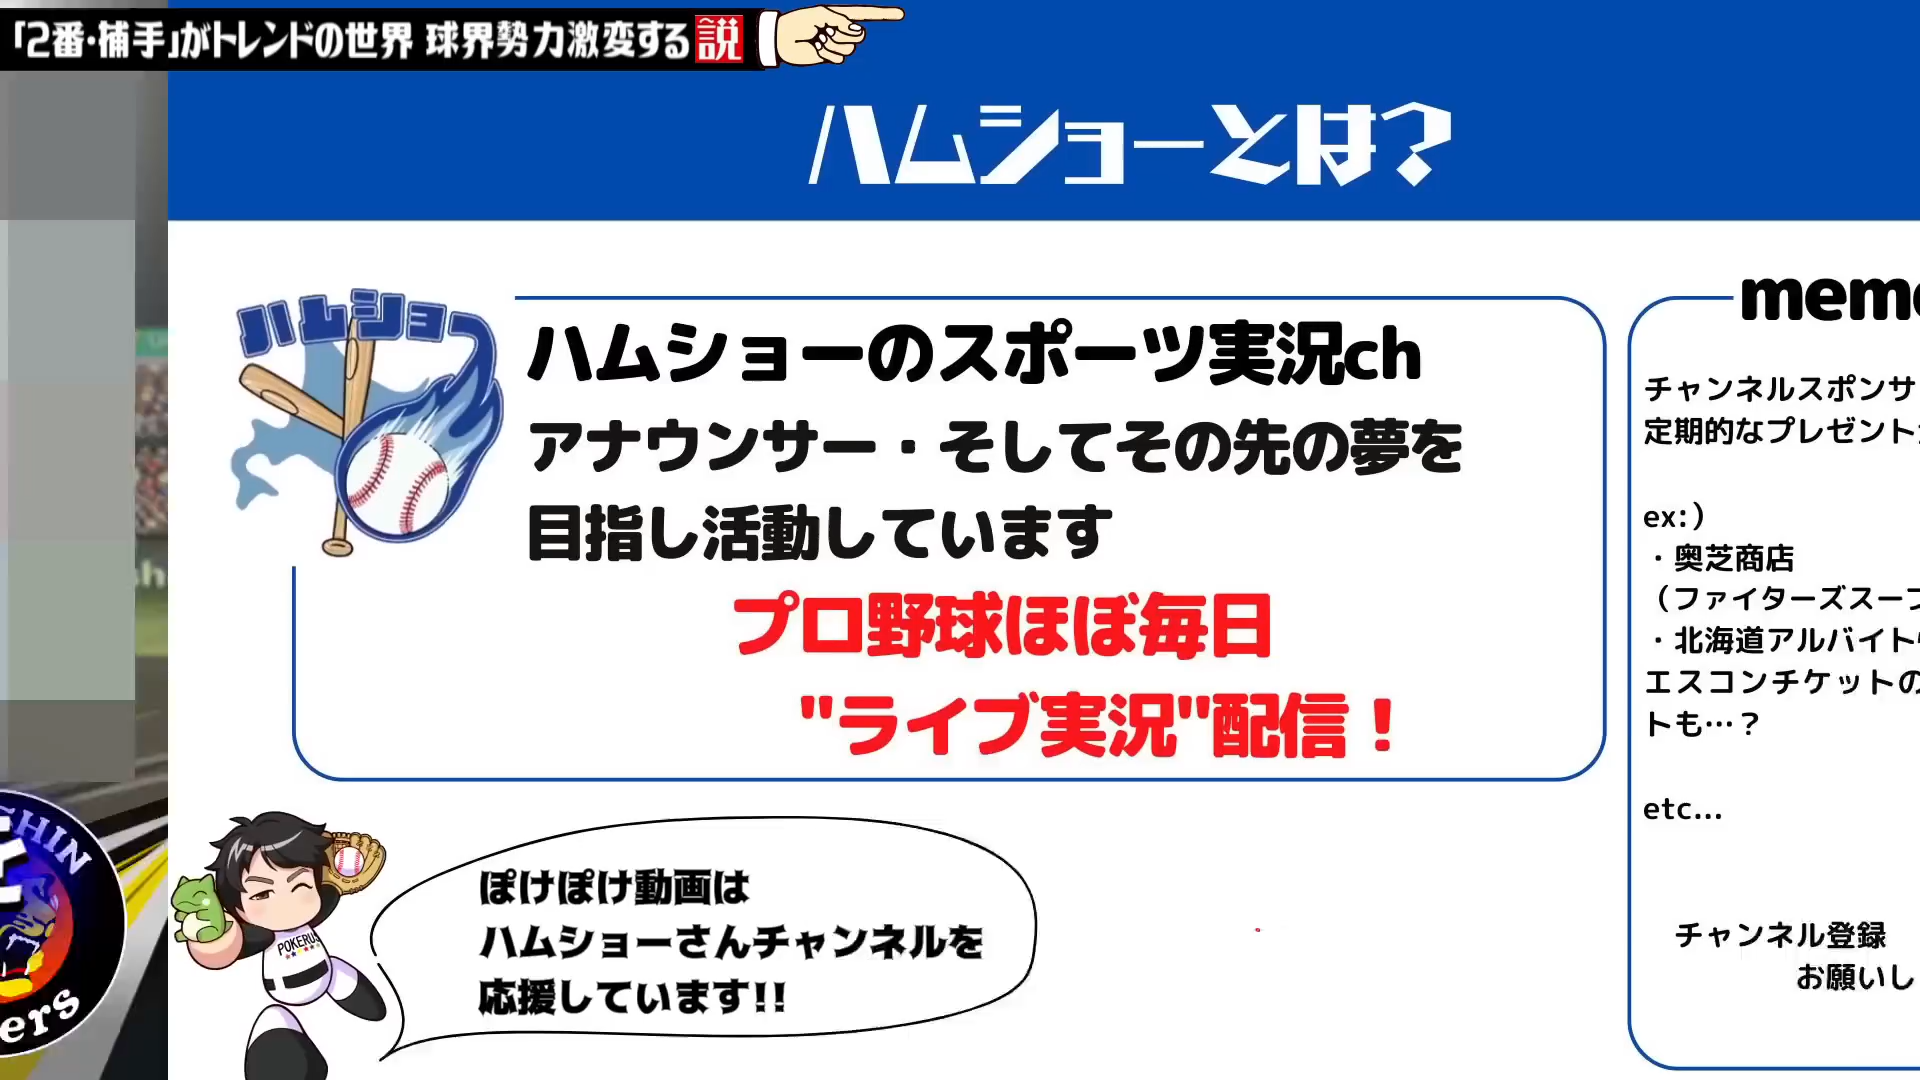 「2番・捕手」がトレンドの世界 球界勢力激変する説
ハムショーとは?
ハムショー
ハムショーのスポーツ実況ch
アナウンサー・そしてその先の夢を
目指し活動しています
プロ野球ほぼ毎日
"ライブ実況"配信！
memo
チャンネルスポンサ
定期的なプレゼント
ex:）
・奥芝商店
（ファイターズスープ
・北海道アルバイト
エスコンチケットの
トも…？
etc...
チャンネル登録
お願いし
ぽけぽけ動画は
ハムショーさんチャンネルを
応援しています!!
POKERUS
HIN
ers